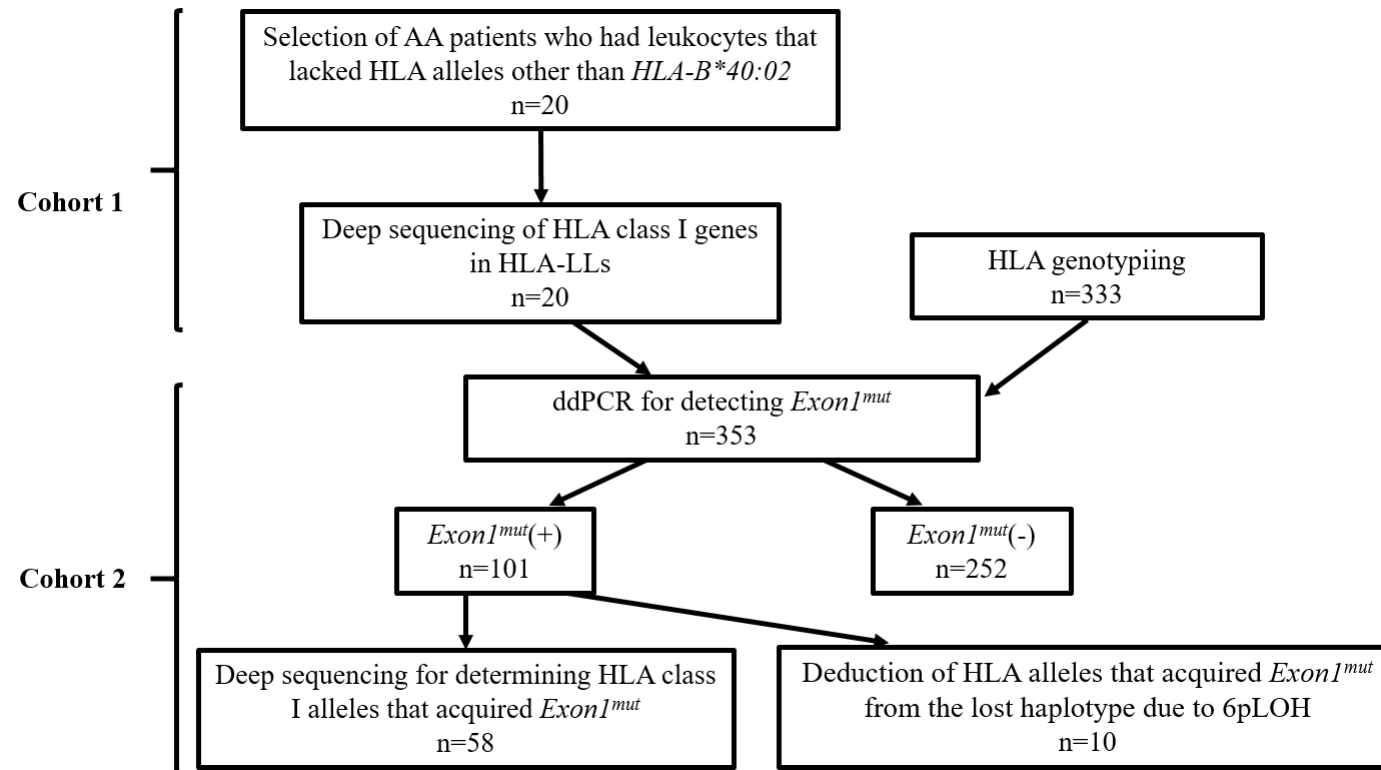 Selection of AA patients who had leukocytes that
lacked HLA alleles other than HLA-B*40:02
n=20
Cohort 1
Deep sequencing of HLA class I genes
in HLA-LLs
n=20
HLA genotypiing
n=333
ddPCR for detecting Exon1mut
n=353
Exon1mut(+)
n=101
Exon1mut(-)
n=252
Cohort 2
Deep sequencing for determining HLA class
I alleles that acquired Exon1mut
n=58
Deduction of HLA alleles that acquired Exon1mut
from the lost haplotype due to 6pLOH
n=10